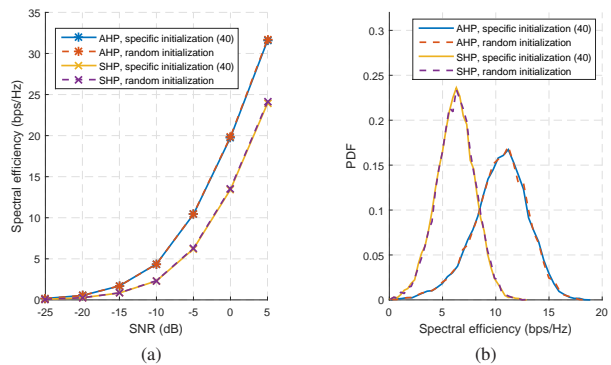 AHP, specific initialization (40)
AHP, random initialization
SHP, specific initialization (40)
SHP, random initialization
Spectral efficiency (bps/Hz)
35
30
25
20
15
10
5
0
-25 -20 -15 -10 -5 0 5
SNR (dB)
(a)
AHP, specific initialization (40)
AHP, random initialization
SHP, specific initialization (40)
SHP, random initialization
PDF
0.3
0.25
0.2
0.15
0.1
0.05
0
0 5 10 15 20
Spectral efficiency (bps/Hz)
(b)